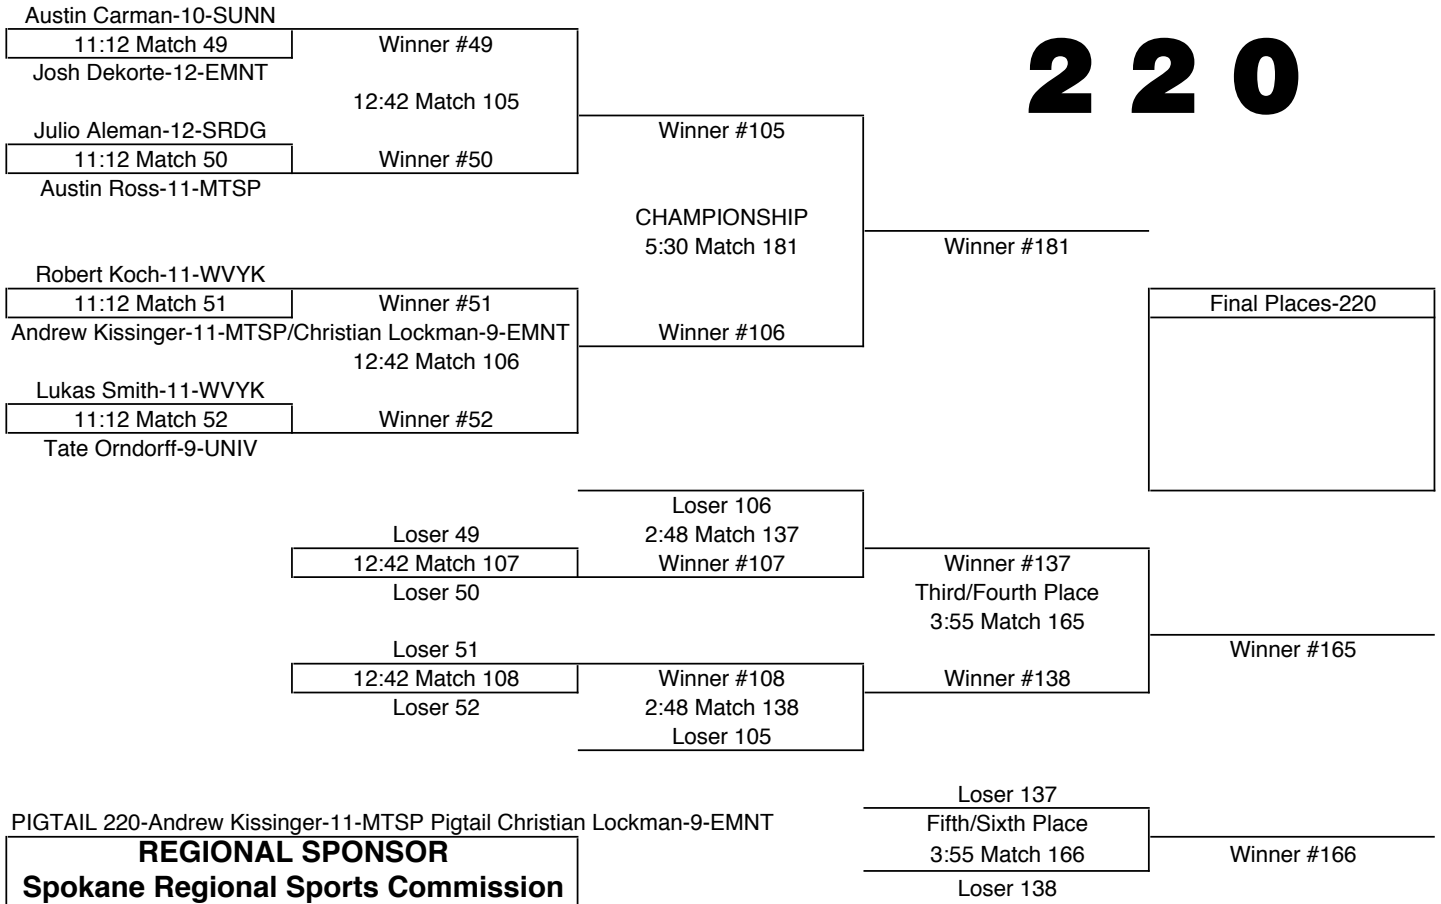 Austin Carman-10-SUNN
11:12 Match 49
Winner #49
2 2 0
Josh Dekorte-12-EMNT
12:42 Match 105
Julio Aleman-12-SRDG
Winner #105
11:12 Match 50
Winner #50
Austin Ross-11-MTSP
CHAMPIONSHIP
5:30 Match 181
Winner #181
Robert Koch-11-WVYK
11:12 Match 51
Winner #51
Final Places-220
Andrew Kissinger-11-MTSP/Christian Lockman-9-EMNT
Winner #106
12:42 Match 106
Lukas Smith-11-WVYK
11:12 Match 52
Winner #52
Tate Orndorff-9-UNIV
Loser 106
Loser 49
2:48 Match 137
12:42 Match 107
Winner #107
Winner #137
Loser 50
Third/Fourth Place
3:55 Match 165
Loser 51
Winner #165
12:42 Match 108
Winner #108
Winner #138
Loser 52
2:48 Match 138
Loser 105
Loser 137
PIGTAIL 220-Andrew Kissinger-11-MTSP Pigtail Christian Lockman-9-EMNT
Fifth/Sixth Place
REGIONAL SPONSOR
3:55 Match 166
Winner #166
Spokane Regional Sports Commission
Loser 138